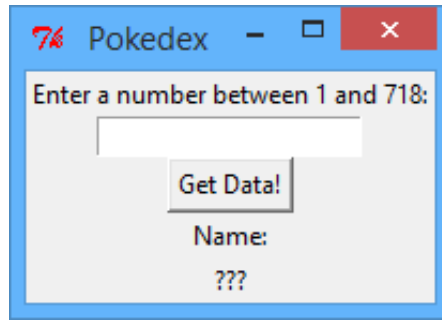 Pokedex
Enter a number between 1 and 718:
Get Data!
Name:
???